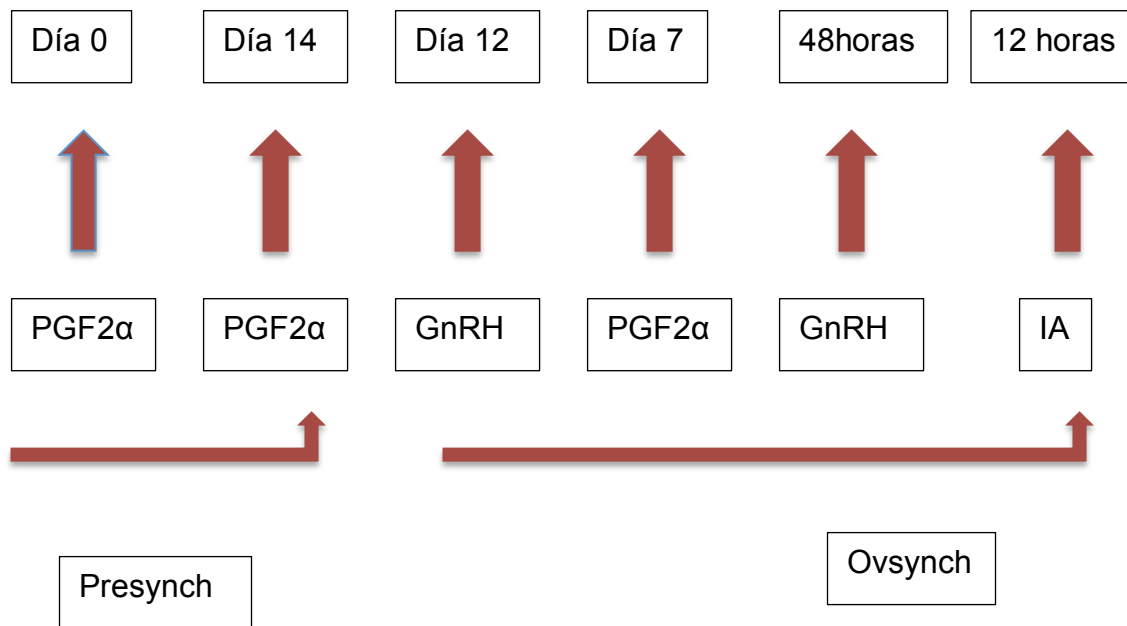 Día 0
Día 14
Día 12
Día 7
48horas
12 horas
PGF2α
PGF2α
GnRH
PGF2α
GnRH
IA
Presynch
Ovsynch